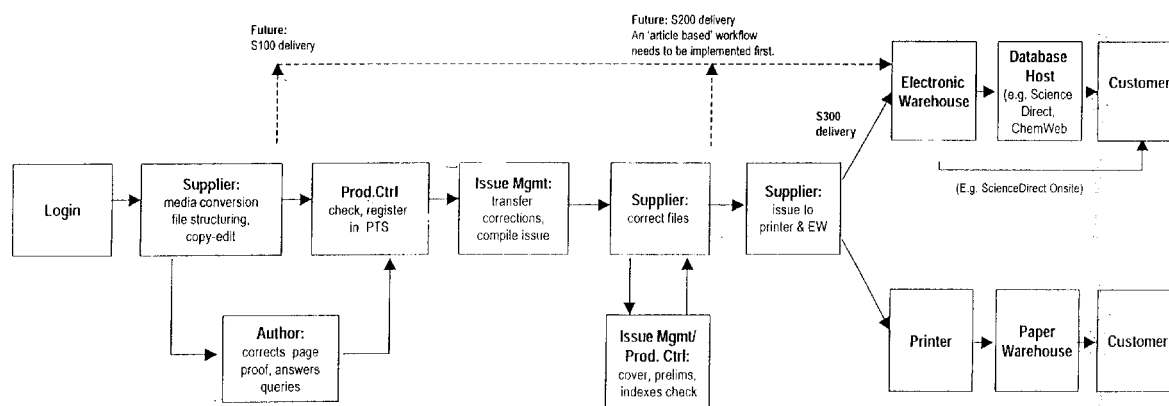 Future:
S100 delivery
Future: S200 delivery
An 'article based' workflow
needs to be implemented first.
Electronic
Warehouse
Database
Host
(e.g. Science
Direct,
ChemWeb
Customer
S300
delivery
(E.g. ScienceDirect Onsite)
Login
Supplier:
media conversion
file structuring,
copy-edit
Prod.Ctrl
check, register
in PTS
Issue Mgmt:
transfer
corrections,
compile issue
Supplier:
correct files
Supplier:
issue to
printer & EW
Author:
corrects page
proof, answers
queries
Issue Mgmt/
Prod. Ctrl:
cover, prelims,
indexes check
Printer
Paper
Warehouse
Customer